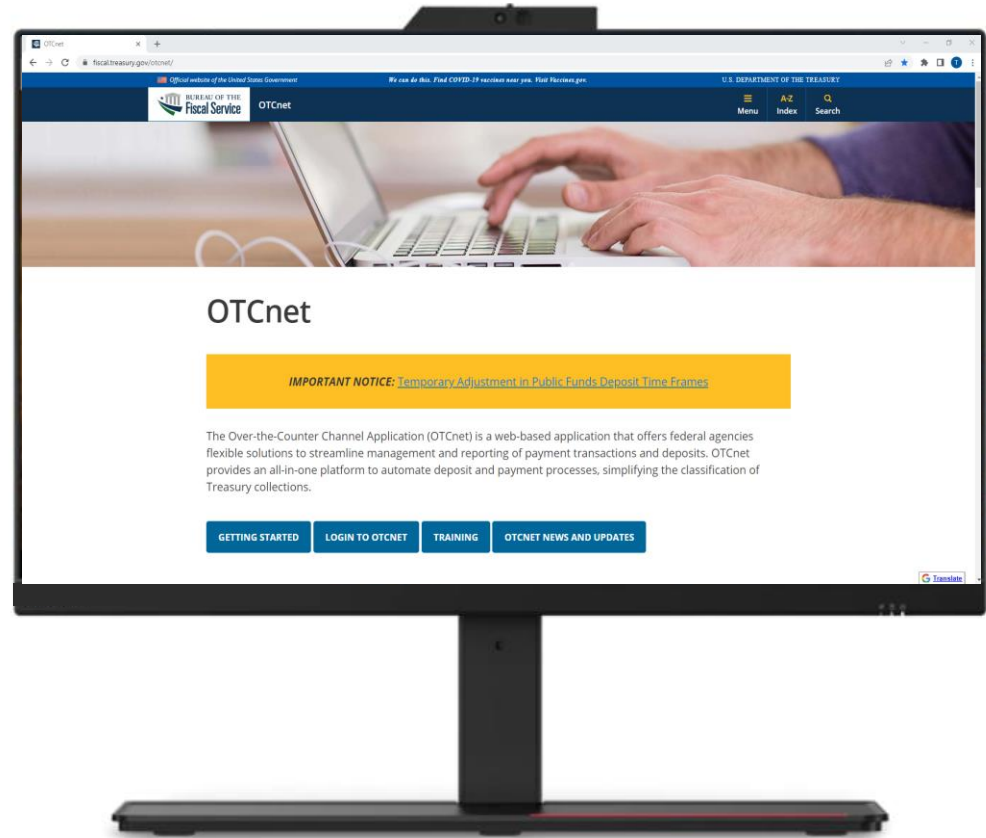 OTCnet
fiscal.treasury.gov/otcnet/
Official website of the United States Government
We can do this. Find COVID-19 vaccines near you. Visit Vaccines.gov.
U.S. DEPARTMENT OF THE TREASURY
BUREAU OF THE
Fiscal Service
OTCnet
Menu
A-Z
Index
Search
OTCnet
IMPORTANT NOTICE: Temporary Adjustment in Public Funds Deposit Time Frames
The Over-the-Counter Channel Application (OTCnet) is a web-based application that offers federal agencies
flexible solutions to streamline management and reporting of payment transactions and deposits. OTCnet
provides an all-in-one platform to automate deposit and payment processes, simplifying the classification of
Treasury collections.
GETTING STARTED
LOGIN TO OTCNET
TRAINING
OTCNET NEWS AND UPDATES
G Translate